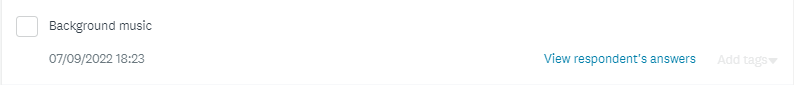 Background music
07/09/2022 18:23 View respondent's answers Add tags